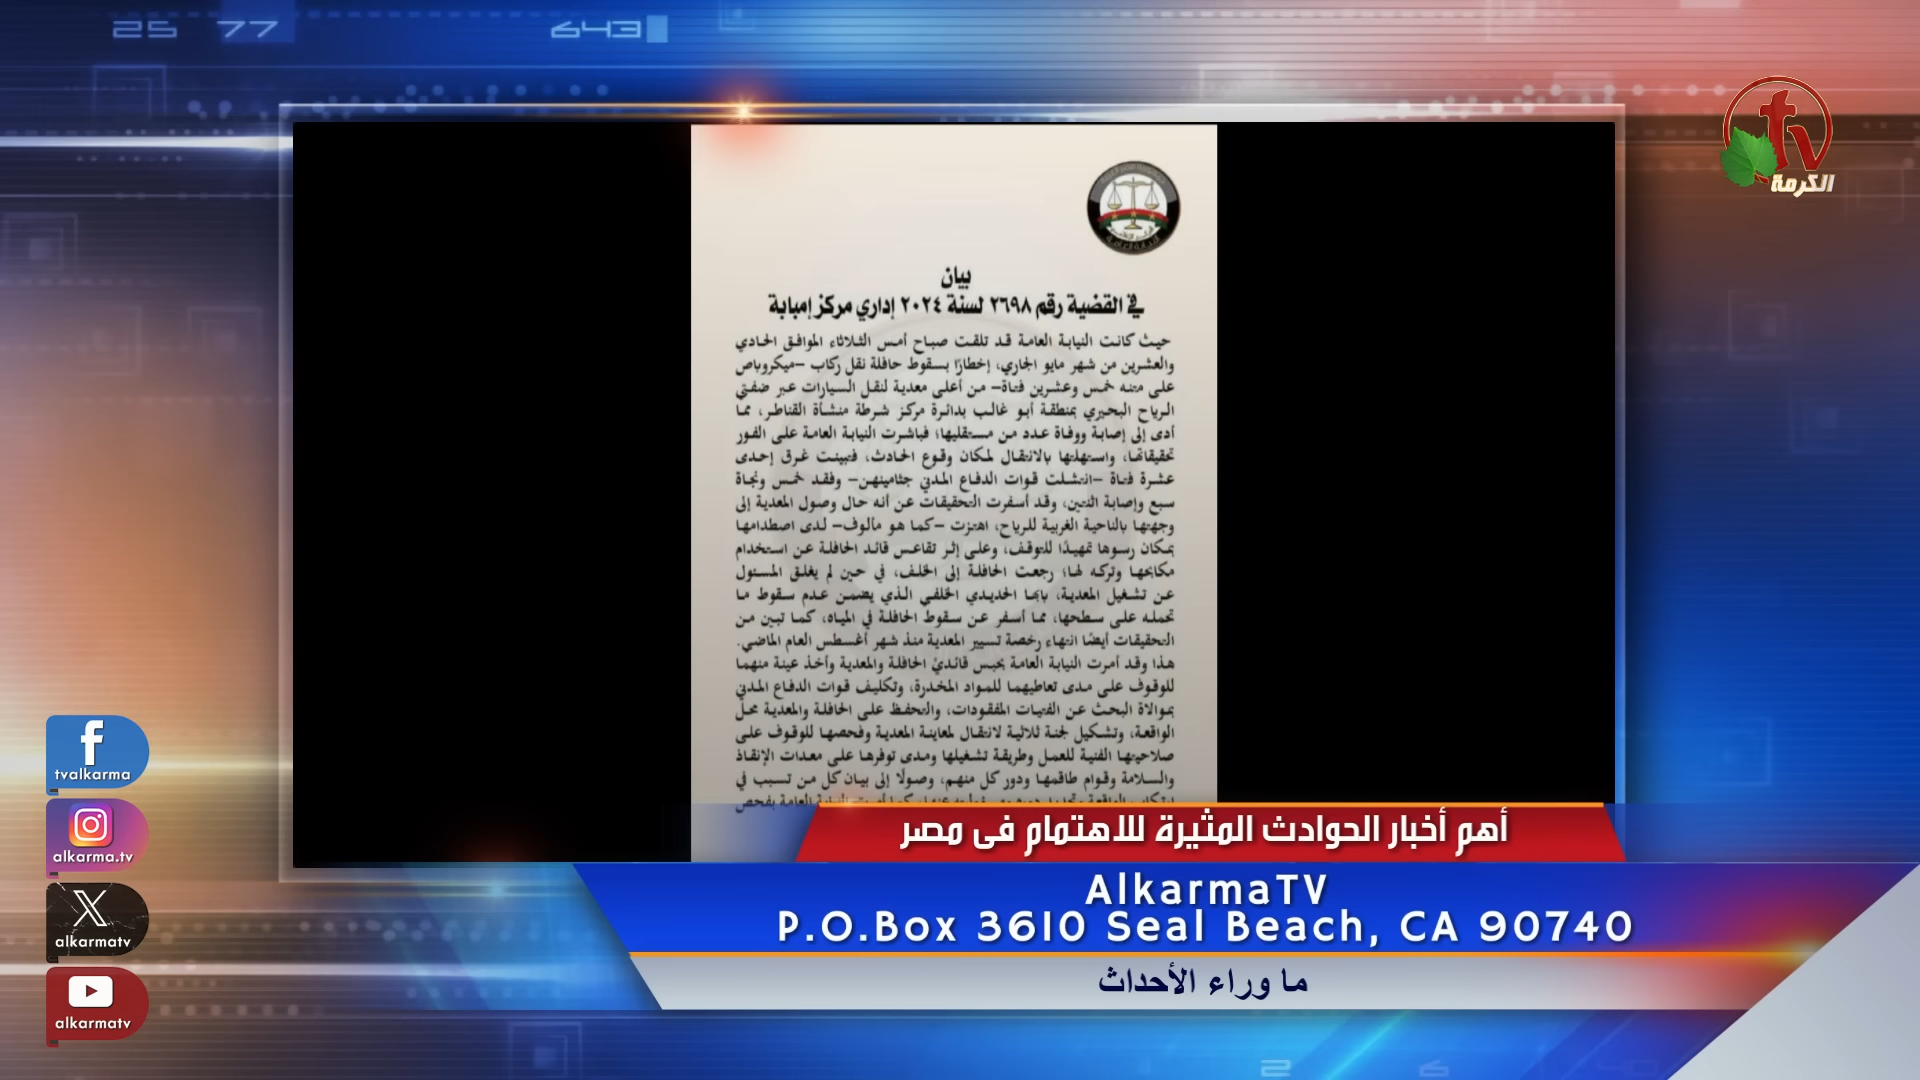 25 77 643
tv
الكرمة
بيان
في القضية رقم ٢٦٩٨ لسنة ٢٠٢٤ إداري مركز إمبابة
حيث كانت النيابة العامة قد تلقت صباح أمس الثلاثاء الموافق الحادي
والعشرين من شهر مايو الجاري، إخطارًا بسقوط حافلة نقل ركاب –ميكروباص
على متنه خمس وعشرين فتاة– من أعلى معدية لنقل السيارات عبر ضفتي
الرياح البحيري بمنطقة أبو غالب بدائرة مركز شرطة منشأة القناطر، مما
أدى إلى إصابة ووفاة عدد من مستقليها؛ فباشرت النيابة العامة على الفور
تحقيقاتها، واستهلتها بالانتقال لمكان وقوع الحادث، فتبينت غرق إحدى
عشرة فتاة –انتشلت قوات الدفاع المدني جثامينهن– وفقد خمس ونجاة
سبع وإصابة اثنتين، وقد أسفرت التحقيقات عن أنه حال وصول المعدية إلى
وجهتها بالناحية الغربية للرياح، اهتزت –كما هو مألوف– لدى اصطدامها
بمكان رسوها تمهيدًا للتوقف، وعلى إثر تقاعس قائد الحافلة عن استخدام
مكابحها وتركه لها؛ رجعت الحافلة إلى الخلف، في حين لم يغلق المسئول
عن تشغيل المعدية، بابها الحديدي الخلفي الذي يضمن عدم سقوط ما
تحمله على سطحها، مما أسفر عن سقوط الحافلة في المياه، كما تبين من
التحقيقات أيضًا انتهاء رخصة تسيير المعدية منذ شهر أغسطس العام الماضي.
هذا وقد أمرت النيابة العامة بحبس قائديْ الحافلة والمعدية وأخذ عينة منهما
للوقوف على مدى تعاطيهما للمواد المخدرة، وتكليف قوات الدفاع المدني
بموالاة البحث عن الفتيات المفقودات، والتحفظ على الحافلة والمعدية محلّ
الواقعة، وتشكيل لجنة ثلاثية لانتقال لمعاينة المعدية وفحصها للوقوف على
صلاحيتها الفنية للعمل وطريقة تشغيلها ومدى توفرها على معدات الإنقاذ
والسلامة وقوام طاقمها ودور كل منهم، وصولًا إلى بيان كل من تسبب في
النيابة العامة بفحص
أهم أخبار الحوادث المثيرة للاهتمام فى مصر
AlkarmaTV
P.O.Box 3610 Seal Beach, CA 90740
ما وراء الأحداث
tvalkarma
alkarma.tv
alkarmatv
alkarmatv